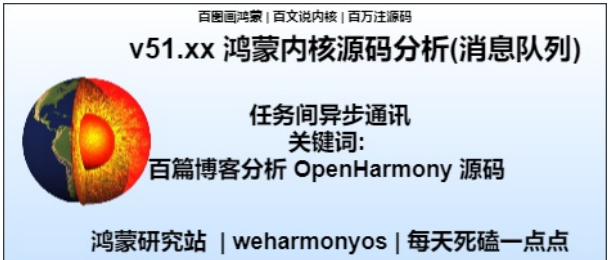 百图画鸿蒙 | 百文说内核 | 百万注源码
v51.xx 鸿蒙内核源码分析(消息队列)
任务间异步通讯
关键词:
百篇博客分析 OpenHarmony 源码
鸿蒙研究站 | weharmonyos | 每天死磕一点点